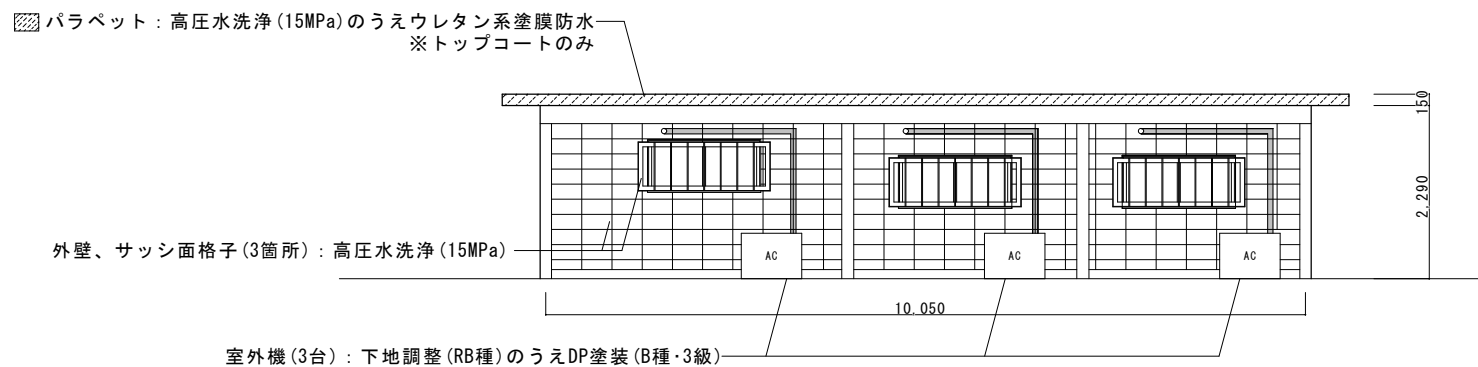 パラペット：高圧水洗浄(15MPa)のうえウレタン系塗膜防水
※トップコートのみ
150
2,290
外壁、サッシ面格子(3箇所)：高圧水洗浄(15MPa)
AC
AC
AC
10,050
室外機(3台)：下地調整(RB種)のうえDP塗装(B種･3級)